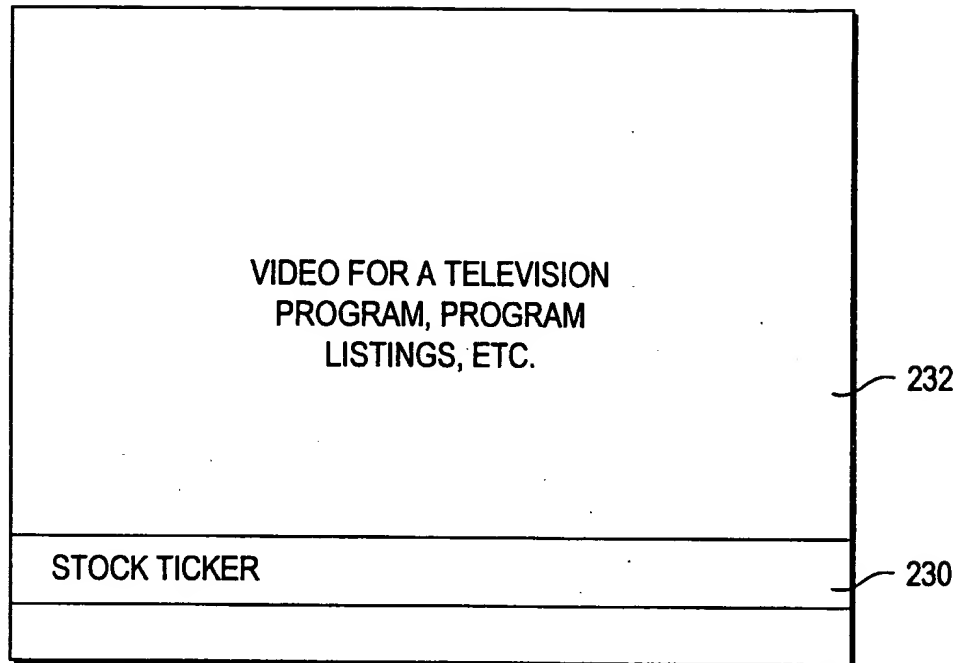 VIDEO FOR A TELEVISION
PROGRAM, PROGRAM
LISTINGS, ETC.
232
STOCK TICKER
230